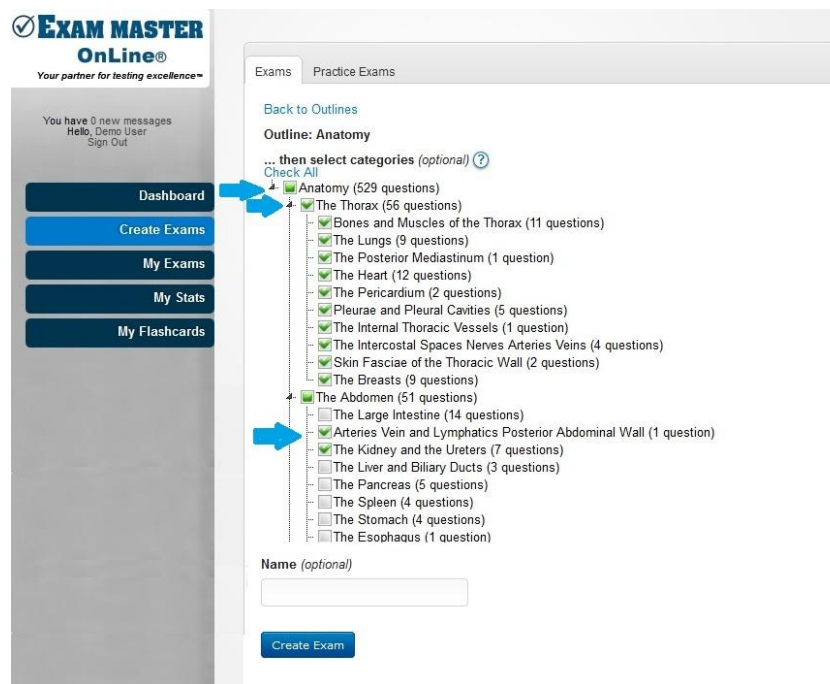 EXAM MASTER
OnLine®
Your partner for testing excellence℠
You have 0 new messages
Hello, Demo User
Sign Out
Dashboard
Create Exams
My Exams
My Stats
My Flashcards
Exams Practice Exams
Back to Outlines
Outline: Anatomy
... then select categories (optional) ?
Check All
Anatomy (529 questions)
The Thorax (56 questions)
Bones and Muscles of the Thorax (11 questions)
The Lungs (9 questions)
The Posterior Mediastinum (1 question)
The Heart (12 questions)
The Pericardium (2 questions)
Pleurae and Pleural Cavities (5 questions)
The Internal Thoracic Vessels (1 question)
The Intercostal Spaces Nerves Arteries Veins (4 questions)
Skin Fasciae of the Thoracic Wall (2 questions)
The Breasts (9 questions)
The Abdomen (51 questions)
The Large Intestine (14 questions)
Arteries Vein and Lymphatics Posterior Abdominal Wall (1 question)
The Kidney and the Ureters (7 questions)
The Liver and Biliary Ducts (3 questions)
The Pancreas (5 questions)
The Spleen (4 questions)
The Stomach (4 questions)
The Esophagus (1 question)
Name (optional)
Create Exam